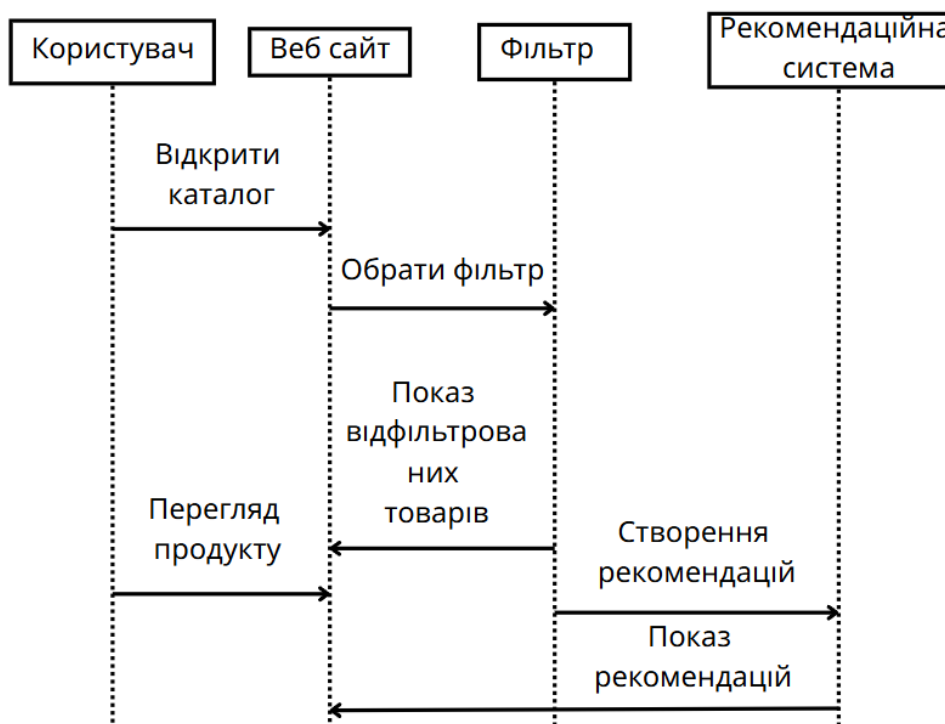 Користувач
Веб сайт
Фільтр
Рекомендаційна
система
Відкрити
каталог
Обрати фільтр
Показ
відфільтрова
них
товарів
Перегляд
продукту
Створення
рекомендацій
Показ
рекомендацій